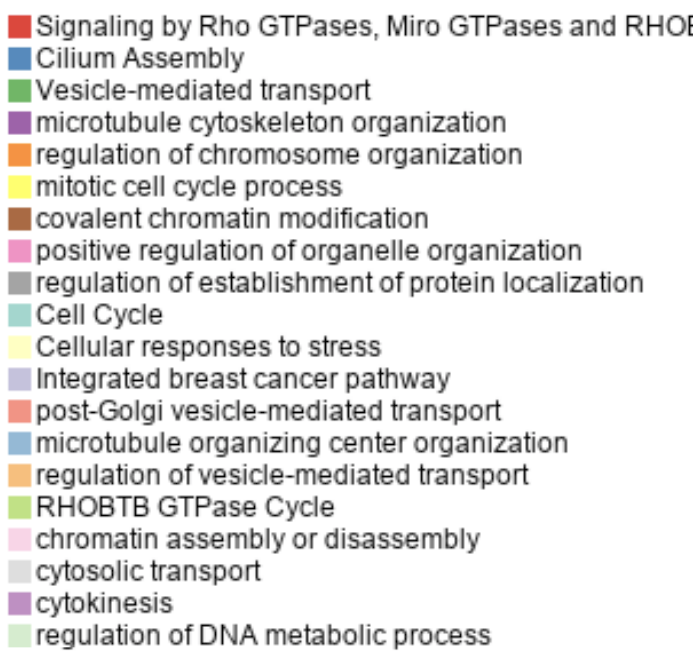 Signaling by Rho GTPases, Miro GTPases and
Cilium Assembly
Vesicle-mediated transport
microtubule cytoskeleton organization
regulation of chromosome organization
mitotic cell cycle process
covalent chromatin modification
positive regulation of organelle organization
regulation of establishment of protein localization
Cell Cycle
Cellular responses to stress
Integrated breast cancer pathway
post-Golgi vesicle-mediated transport
microtubule organizing center organization
regulation of vesicle-mediated transport
RHOBTB GTPase Cycle
chromatin assembly or disassembly
cytosolic transport
cytokinesis
regulation of DNA metabolic process